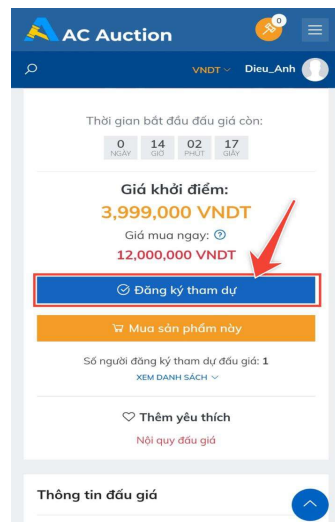 AC Auction
0
VNDT
Dieu_Anh
Thời gian bắt đầu đấu giá còn:
0 14 02 17
NGÀY GIỜ PHÚT GIÂY
Giá khởi điểm:
3,999,000 VNDT
Giá mua ngay: ?
12,000,000 VNDT
Đăng ký tham dự
Mua sản phẩm này
Số người đăng ký tham dự đấu giá: 1
XEM DANH SÁCH
Thêm yêu thích
Nội quy đấu giá
Thông tin đấu giá